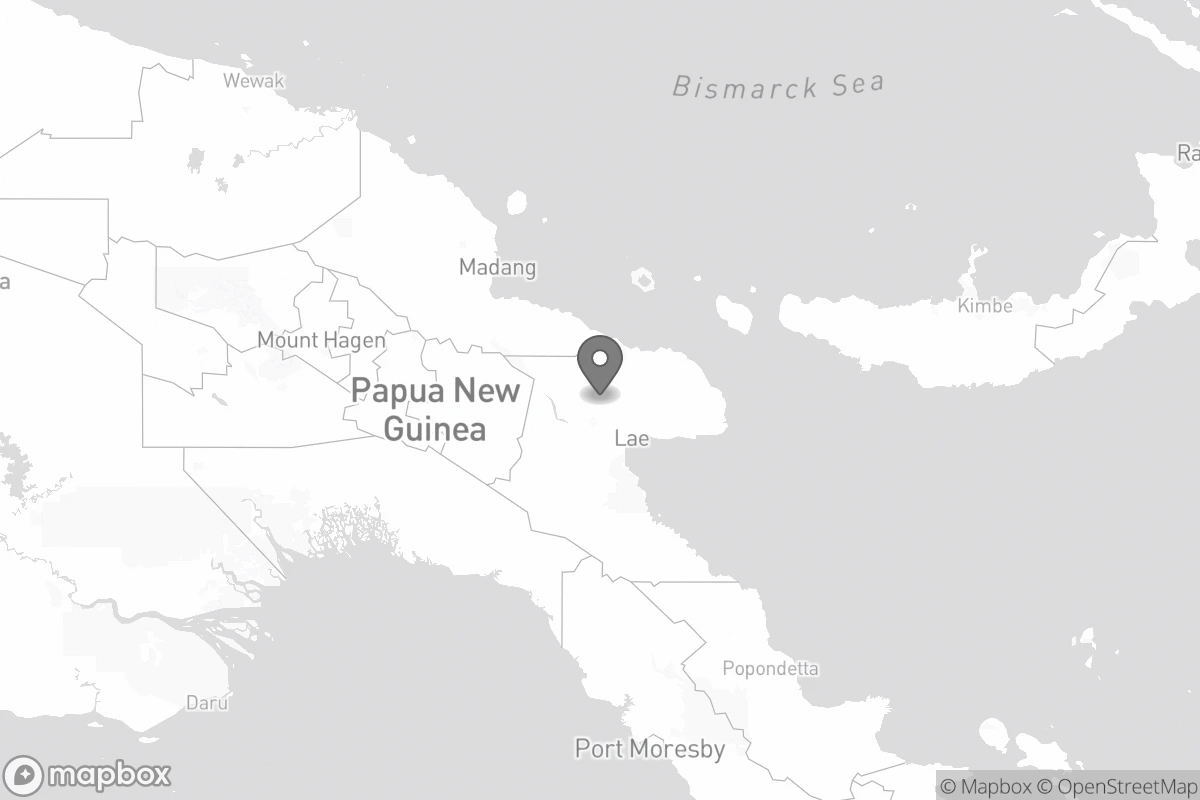 Wewak
Bismarck Sea
Ra
Madang
a
Kimbe
Mount Hagen
Papua New
Guinea
Lae
Popondetta
Daru
Port Moresby
mapbox
© Mapbox © OpenStreetMap